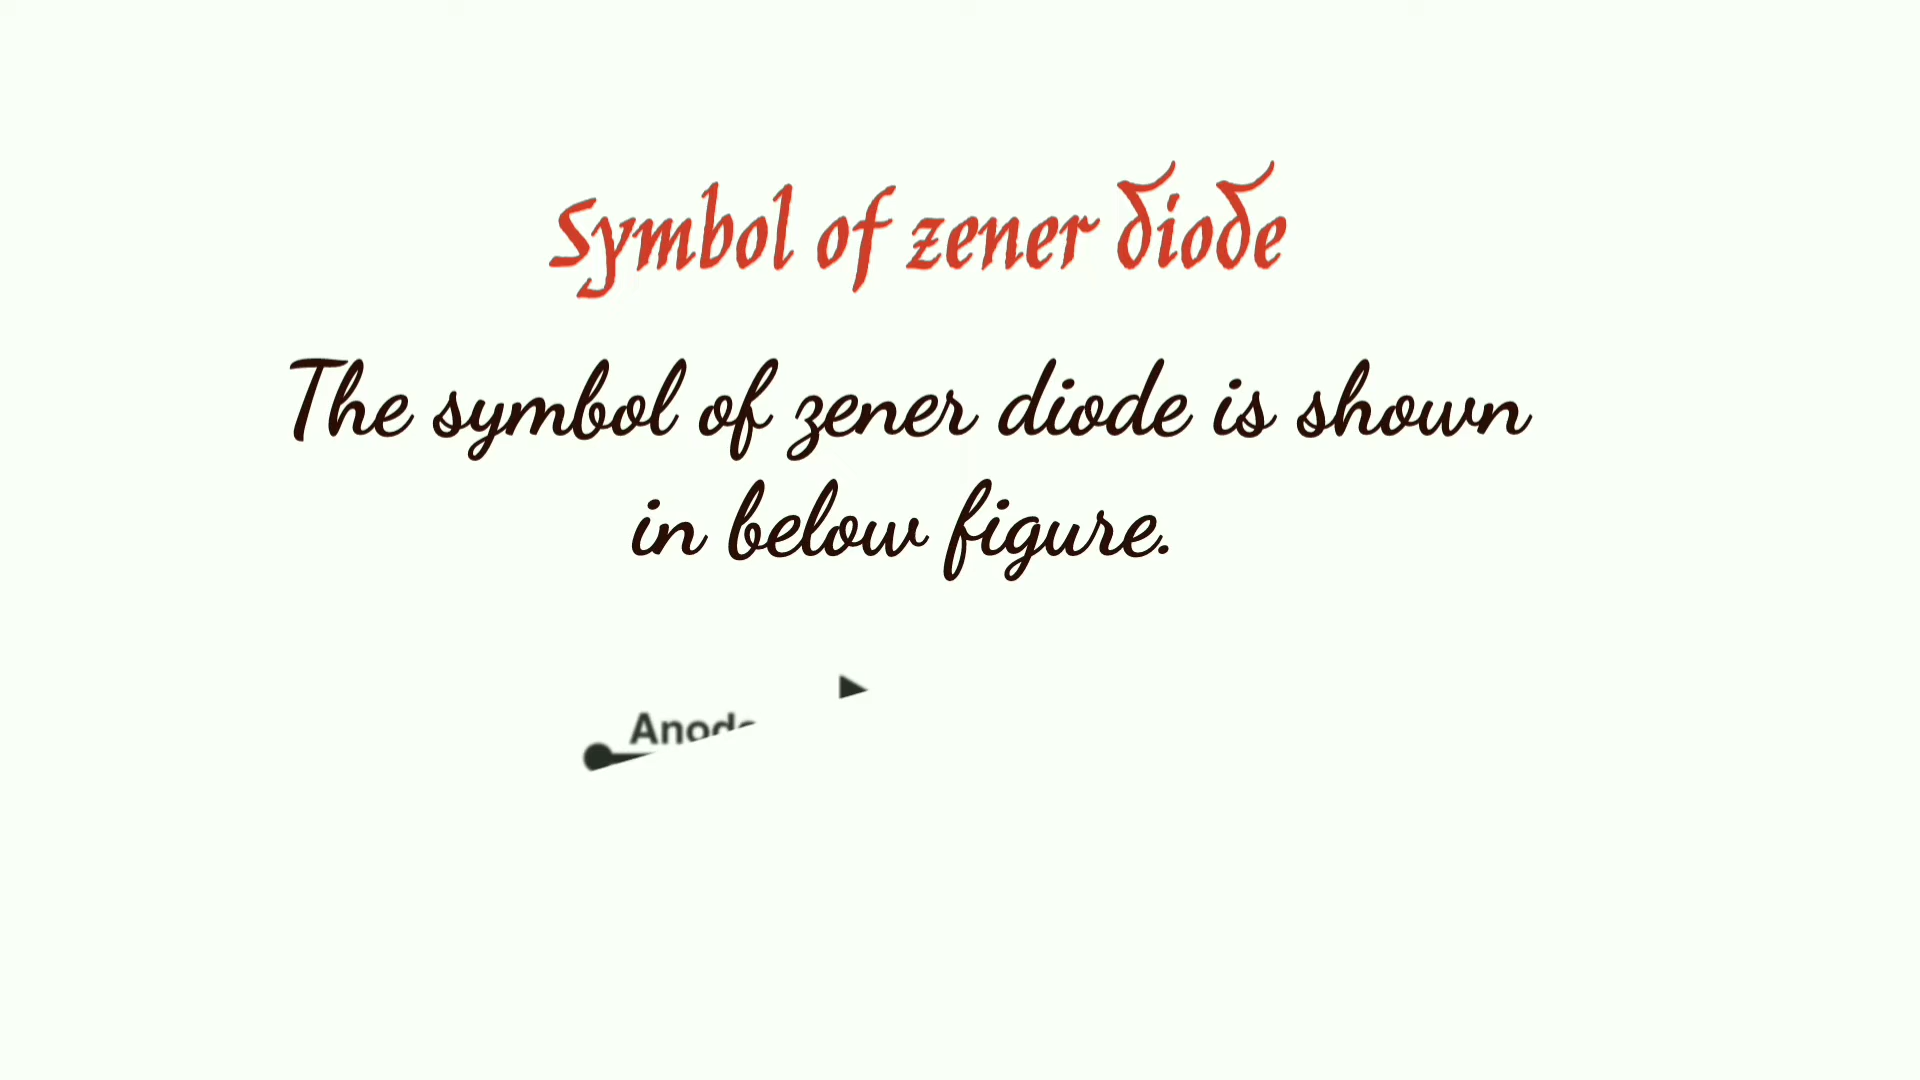 Symbol of zener diode
The symbol of zener diode is shown
in below figure.